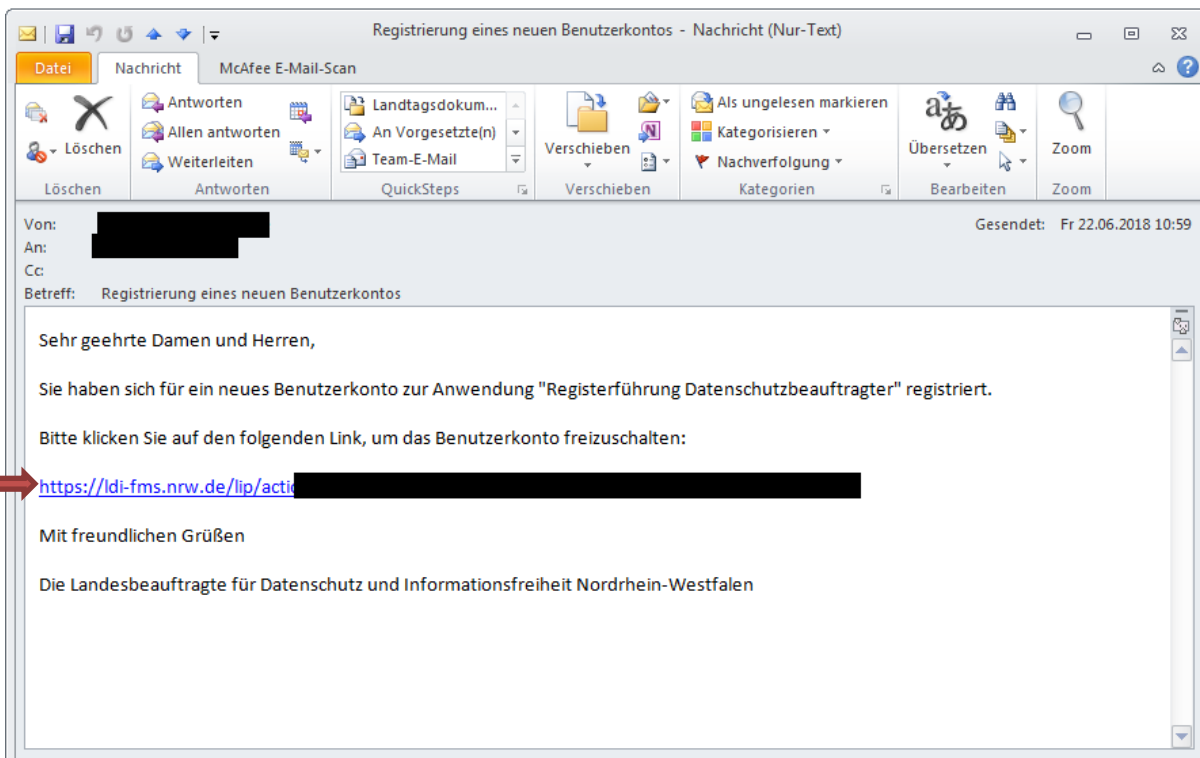 Registrierung eines neuen Benutzerkontos - Nachricht (Nur-Text)
Datei Nachricht McAfee E-Mail-Scan
Löschen
Löschen
Antworten
Allen antworten
Weiterleiten
Antworten
Landtagsdokum...
An Vorgesetzte(n)
Team-E-Mail
QuickSteps
Verschieben
Verschieben
Als ungelesen markieren
Kategorisieren
Nachverfolgung
Kategorien
Übersetzen
Bearbeiten
Zoom
Zoom
Von:
Gesendet: Fr 22.06.2018 10:59
An:
Cc:
Betreff: Registrierung eines neuen Benutzerkontos
Sehr geehrte Damen und Herren,
Sie haben sich für ein neues Benutzerkonto zur Anwendung "Registerführung Datenschutzbeauftragter" registriert.
Bitte klicken Sie auf den folgenden Link, um das Benutzerkonto freizuschalten:
https://ldi-fms.nrw.de/lip/actio
Mit freundlichen Grüßen
Die Landesbeauftragte für Datenschutz und Informationsfreiheit Nordrhein-Westfalen